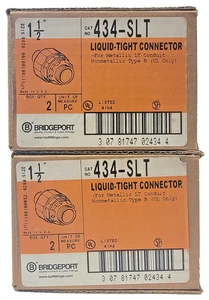 1 1/2"
CAT NO.
434-SLT
LIQUID-TIGHT CONNECTOR
-For Metallic LT Conduit
Nonmetallic Type B (UL Only)
BOX QTY
UNIT OF MEASURE
2
PC
LISTED
41HA
BRIDGEPORT
3 07 81747 02434 4
1 1/2"
CAT NO.
434-SLT
LIQUID-TIGHT CONNECTOR
-For Metallic LT Conduit
Nonmetallic Type B (UL Only)
BOX QTY
UNIT OF MEASURE
2
PC
LISTED
41HA
BRIDGEPORT
3 07 81747 02434 4